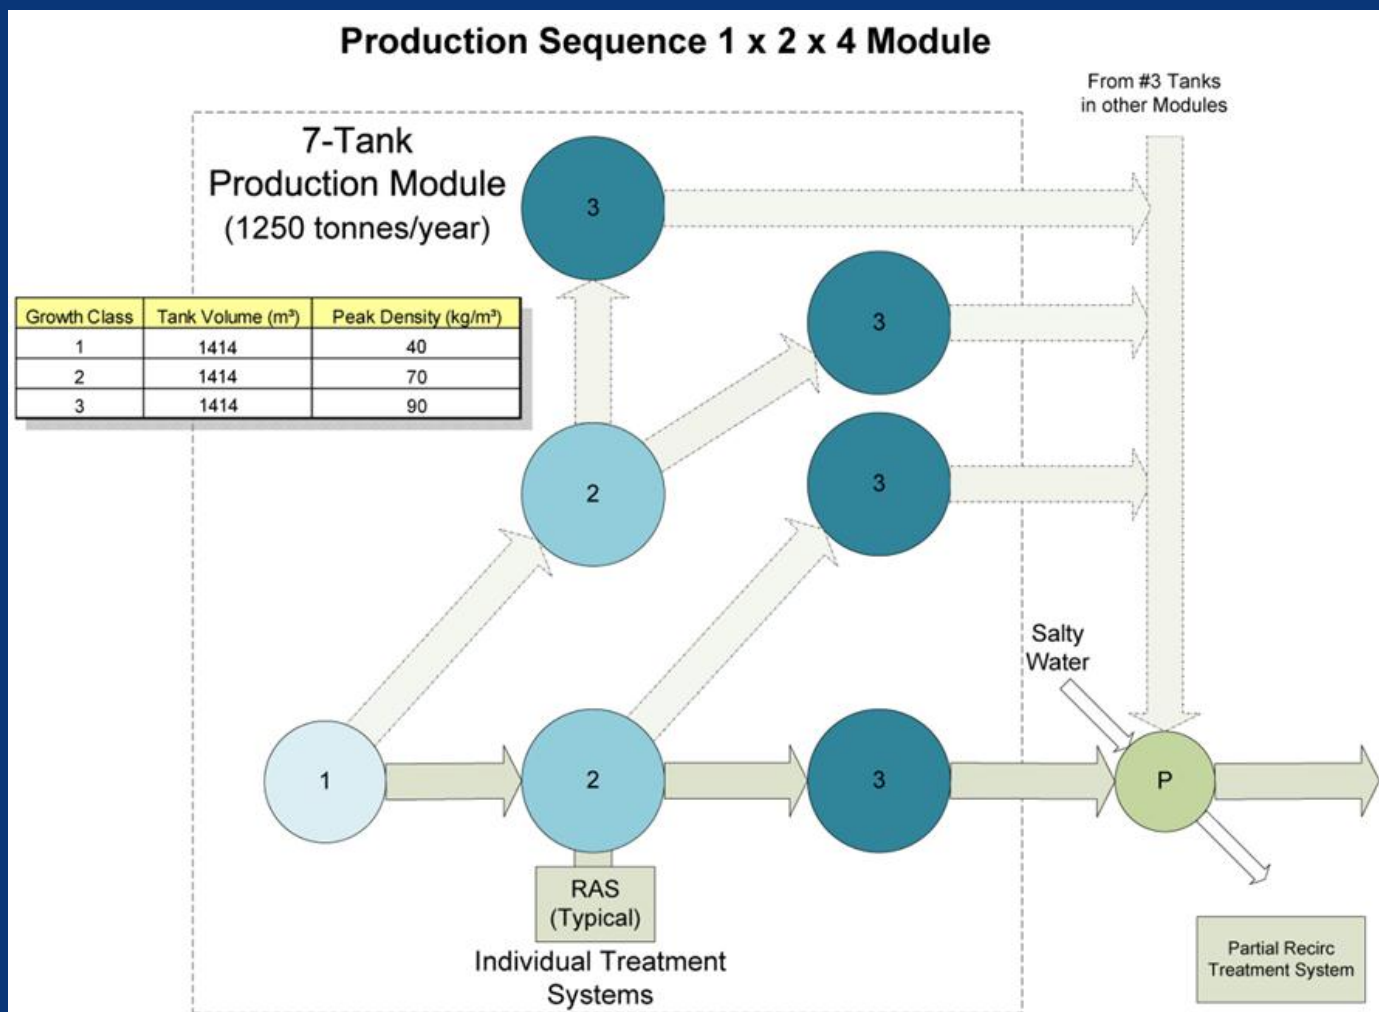 Production Sequence 1 x 2 x 4 Module
From #3 Tanks
in other Modules
7-Tank
Production Module
(1250 tonnes/year)
3
Growth Class Tank Volume (m³) Peak Density (kg/m³)
1 1414 40
2 1414 70
3 1414 90
3
2
3
Salty
Water
1
2
3
P
RAS
(Typical)
Individual Treatment
Systems
Partial Recirc
Treatment System